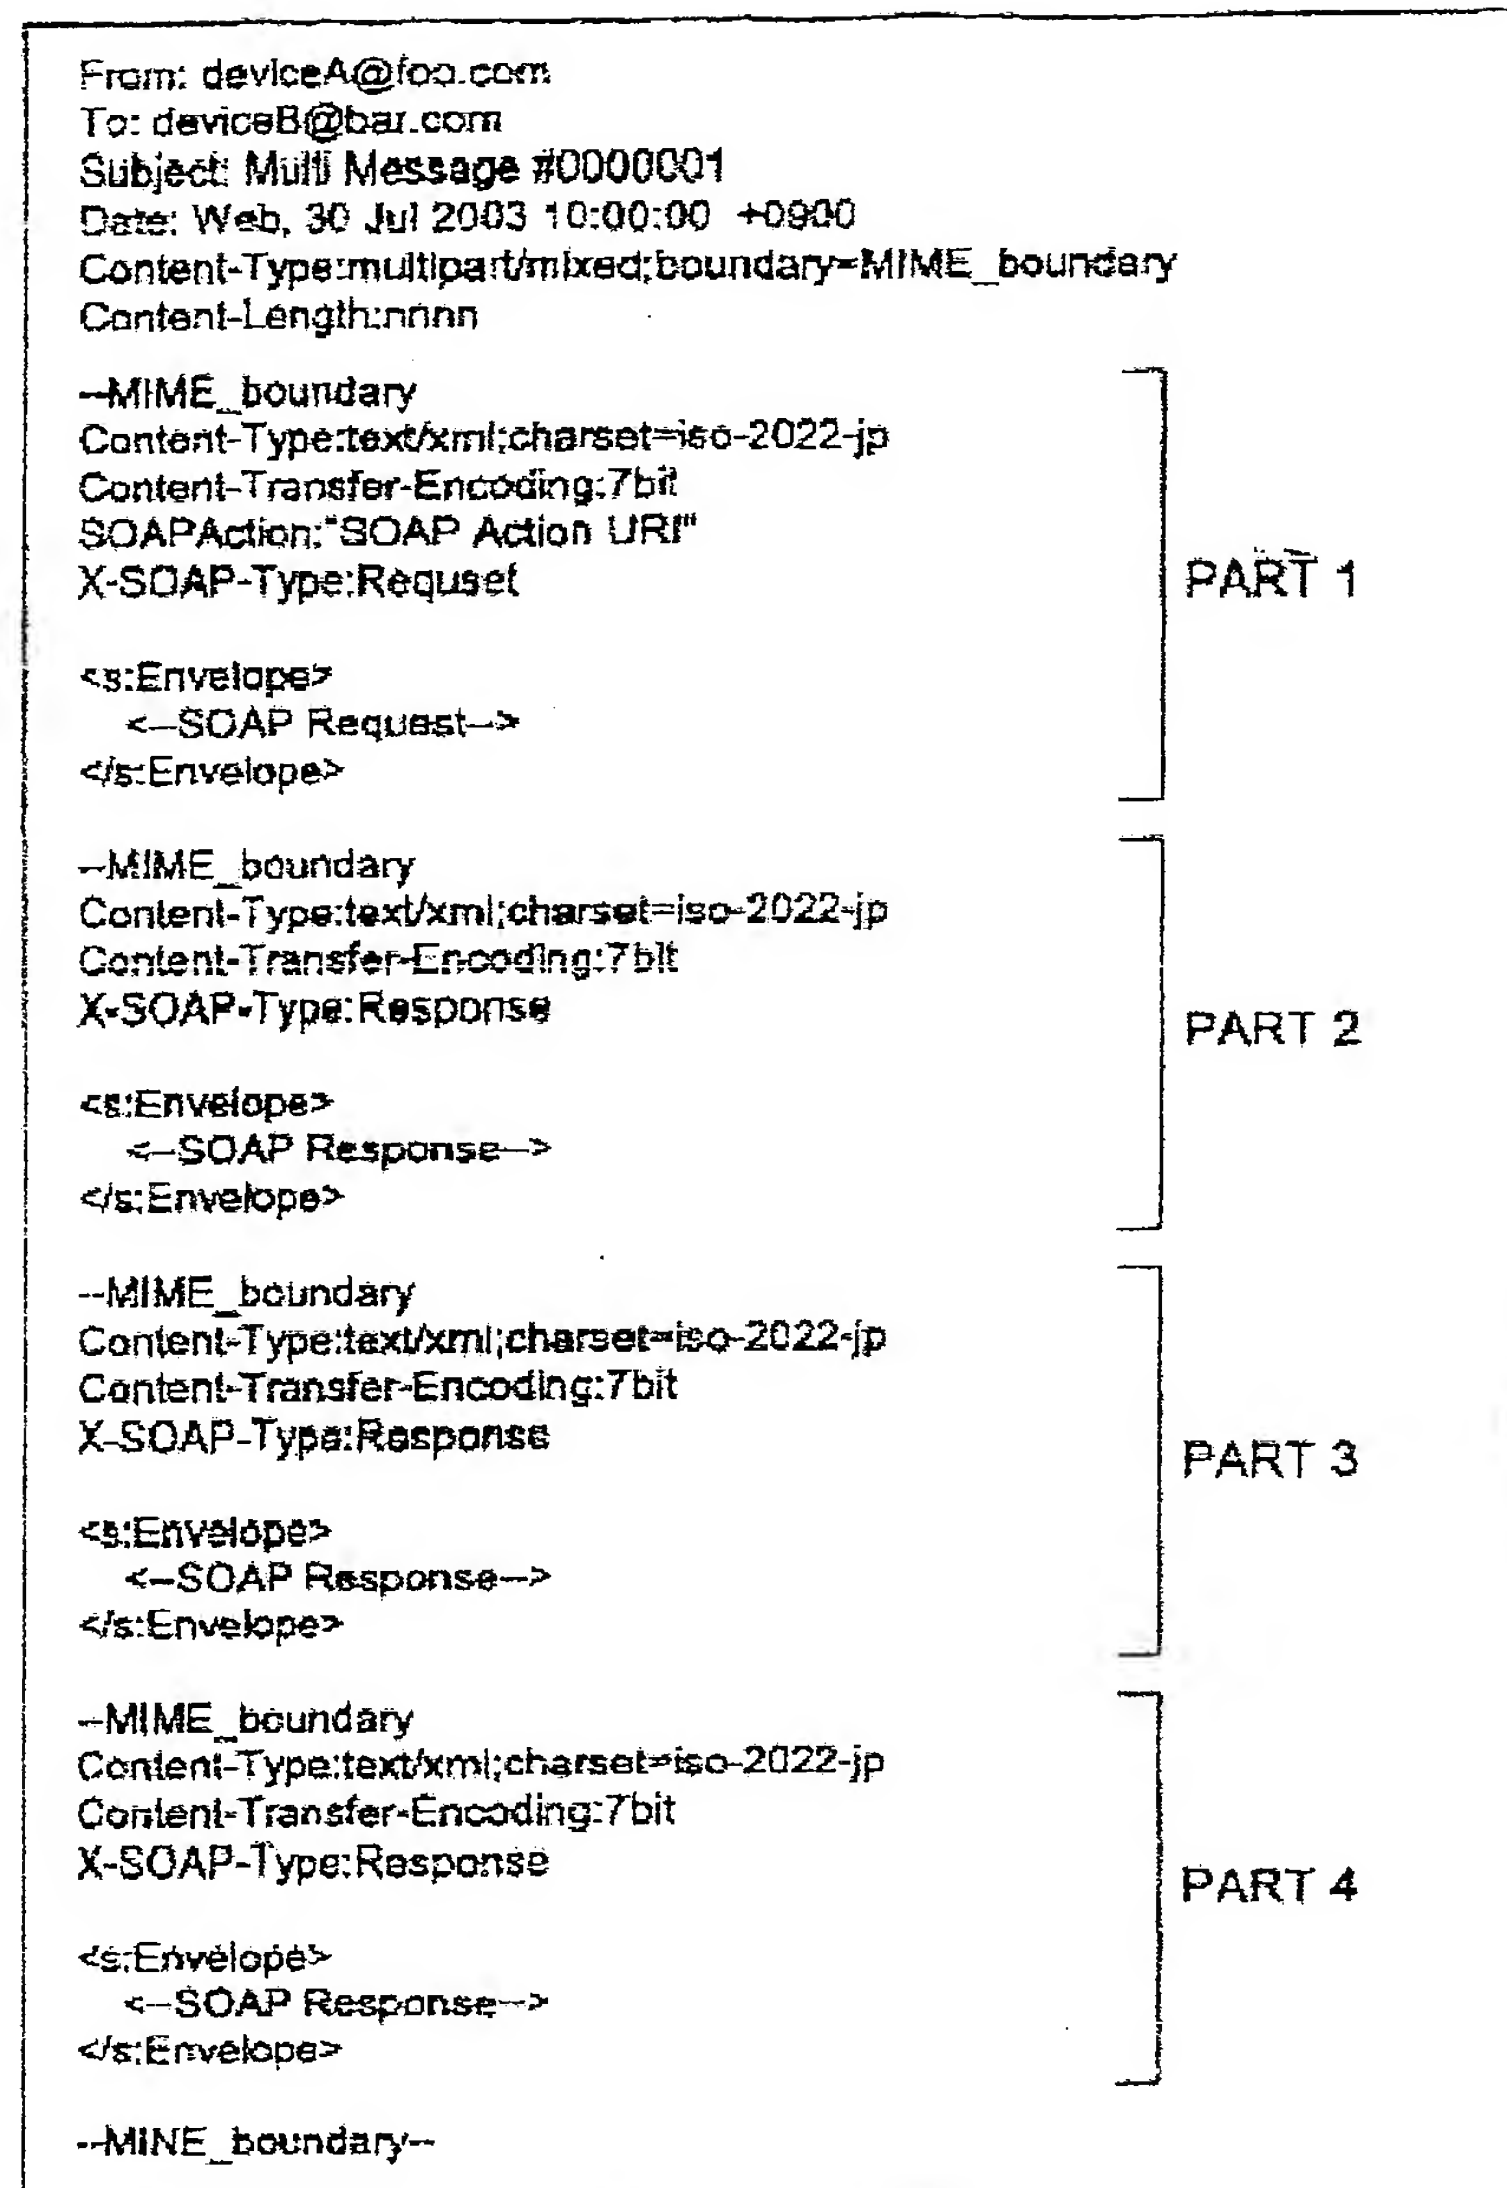 From: deviceA@foo.com
To: deviceB@bar.com
Subject: Multi Message #0000001
Date: Web, 30 Jul 2003 10:00:00 +0900
Content-Type:multipart/mixed;boundary=MIME_boundary
Content-Length:nnnn
--MIME_boundary
Content-Type:text/xml;charset=iso-2022-jp
Content-Transfer-Encoding:7bit
SOAPAction:"SOAP Action URI"
X-SOAP-Type:Requset
PART 1
<s:Envelope>
<--SOAP Request-->
</s:Envelope>
--MIME_boundary
Content-Type:text/xml;charset=iso-2022-jp
Content-Transfer-Encoding:7bit
X-SOAP-Type:Response
PART 2
<s:Envelope>
<--SOAP Response-->
</s:Envelope>
--MIME_boundary
Content-Type:text/xml;charset=iso-2022-jp
Content-Transfer-Encoding:7bit
X-SOAP-Type:Response
PART 3
<s:Envelope>
<--SOAP Response-->
</s:Envelope>
--MIME_boundary
Content-Type:text/xml;charset=iso-2022-jp
Content-Transfer-Encoding:7bit
X-SOAP-Type:Response
PART 4
<s:Envelope>
<--SOAP Response-->
</s:Envelope>
--MINE_boundary--